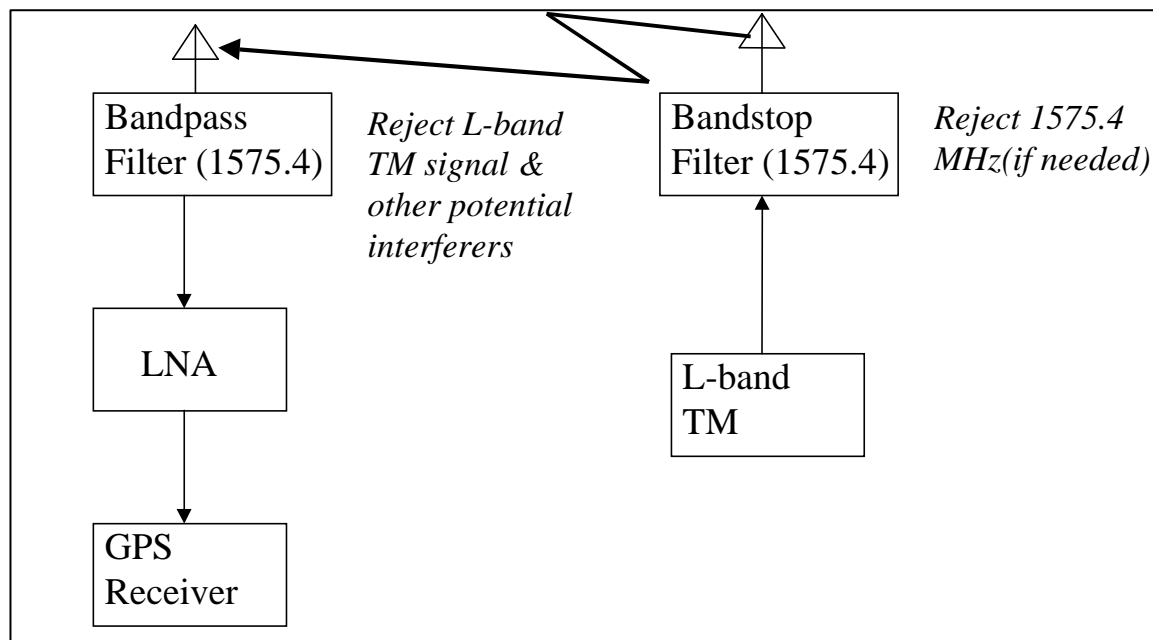 Bandpass
Filter (1575.4)
Reject L-band
TM signal &
other potential
interferers
Bandstop
Filter (1575.4)
Reject 1575.4
MHz(if needed)
LNA
L-band
TM
GPS
Receiver